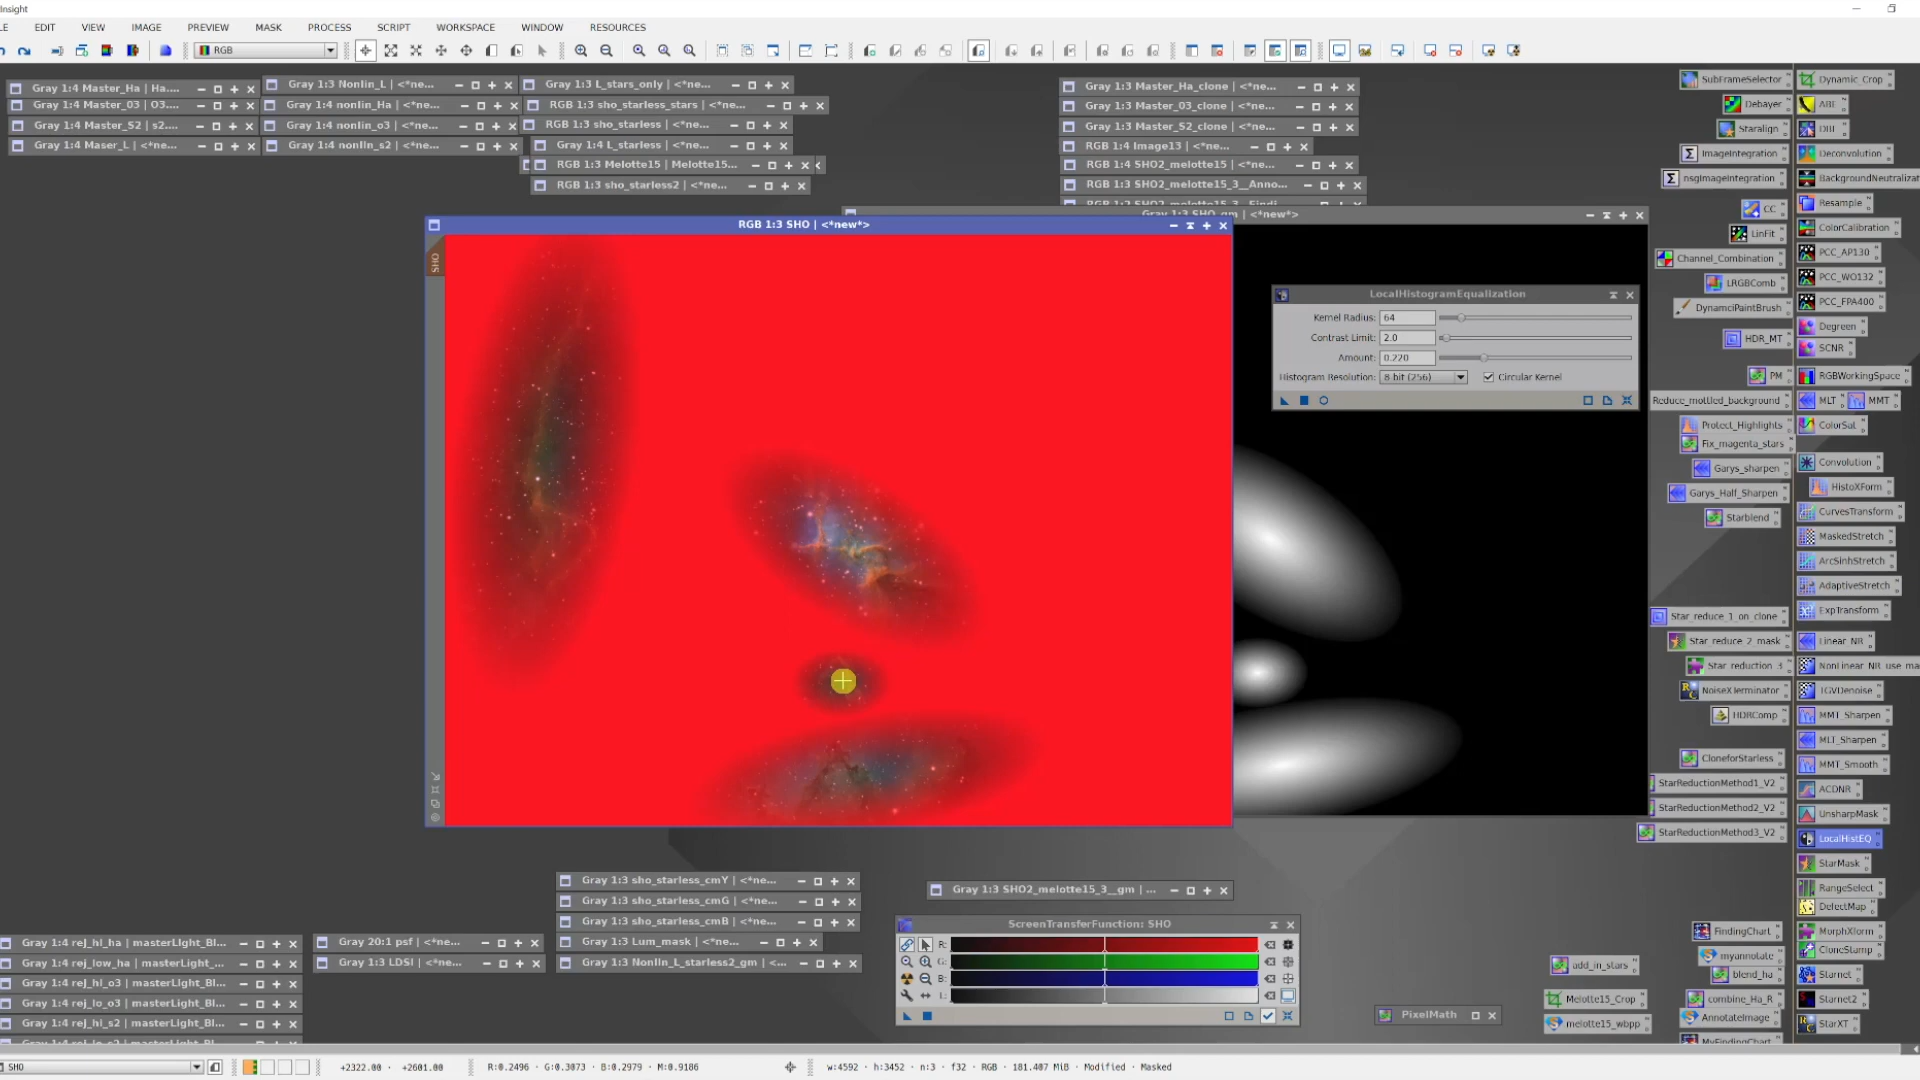 Insight
LE EDIT VIEW IMAGE PREVIEW MASK PROCESS SCRIPT WORKSPACE WINDOW RESOURCES
RGB
Gray 1:4 Master_Ha | Ha....
Gray 1:4 Master_03 | O3....
Gray 1:4 Master_S2 | s2....
Gray 1:4 Maser_L | <*ne...
Gray 1:3 Nonlin_L | <*ne...
Gray 1:4 nonlin_Ha | <*ne...
Gray 1:4 nonlin_o3 | <*ne...
Gray 1:4 nonlin_s2 | <*ne...
Gray 1:3 L_stars_only | <*ne...
RGB 1:3 sho_starless_stars | <*ne...
RGB 1:3 sho_starless | <*ne...
Gray 1:4 L_starless | <*ne...
RGB 1:3 Melotte15 | Melotte15...
RGB 1:3 sho_starless2 | <*ne...
Gray 1:3 Master_Ha_clone | <*ne...
Gray 1:3 Master_03_clone | <*ne...
Gray 1:3 Master_S2_clone | <*ne...
RGB 1:4 Image13 | <*ne...
RGB 1:4 SHO2_melotte15 | <*ne...
RGB 1:3 SHO2_melotte15_3__Anno...
Gray 1:3 SHO_gm | <*new*>
RGB 1:3 SHO | <*new*>
SHO
LocalHistogramEqualization
Kernel Radius: 64
Contrast Limit: 2.0
Amount: 0.220
Histogram Resolution: 8-bit (256) Circular Kernel
SubFrameSelector Dynamic_Crop
Debayer ABE
Staralign DBE
ImageIntegration Deconvolution
nsgImageIntegration BackgroundNeutralizat
Resample
CC
ColorCalibration
LinFit
Channel_Combination PCC_AP130
LRGBComb PCC_WO132
DynamciPaintBrush PCC_FPA400
Degreen
HDR_MT SCNR
PM RGBWorkingSpace
Reduce_mottled_background MLT MMT
Protect_Highlights ColorSat
Fix_magenta_stars
Garys_sharpen Convolution
Garys_Half_Sharpen HistoXForm
Starblend CurvesTransform
MaskedStretch
ArcSinhStretch
AdaptiveStretch
ExpTransform
Star_reduce_1_on_clone
Star_reduce_2_mask Linear_NR
Star_reduction_3 NonLinear_NR_use_ma
NoiseXTerminator TGVDenoise
HDRComp MMT_Sharpen
MLT_Sharpen
CloneforStarless MMT_Smooth
StarReductionMethod1_V2 ACDNR
StarReductionMethod2_V2 UnsharpMask
StarReductionMethod3_V2 LocalHistEQ
StarMask
RangeSelect
DefectMap
FindingChart MorphXform
myannotate CloneStamp
add_in_stars blend_ha Starnet
Melotte15_Crop combine_Ha_R Starnet2
melotte15_wbpp AnnotateImage StarXT
MyFindingChart
Gray 1:3 sho_starless_cmY | <*ne...
Gray 1:3 sho_starless_cmG | <*ne...
Gray 1:3 sho_starless_cmB | <*ne...
Gray 1:3 Lum_mask | <*ne...
Gray 1:3 Nonlin_L_starless2_gm | <...
Gray 1:3 SHO2_melotte15_3__gm | ...
Gray 1:4 rej_hi_ha | masterLight_Bl...
Gray 1:4 rej_low_ha | masterLight_...
Gray 1:4 rej_hi_o3 | masterLight_Bl...
Gray 1:4 rej_lo_o3 | masterLight_Bl...
Gray 1:4 rej_hi_s2 | masterLight_Bl...
Gray 20:1 psf | <*ne...
Gray 1:3 LDSI | <*ne...
ScreenTransferFunction: SHO
R:
G:
B:
L:
PixelMath
SHO +2322.00 · +2601.00 R:0.2496 · G:0.3073 · B:0.2979 · M:0.9186 w:4592 · h:3452 · n:3 · f32 · RGB · 181.407 MiB · Modified · Masked